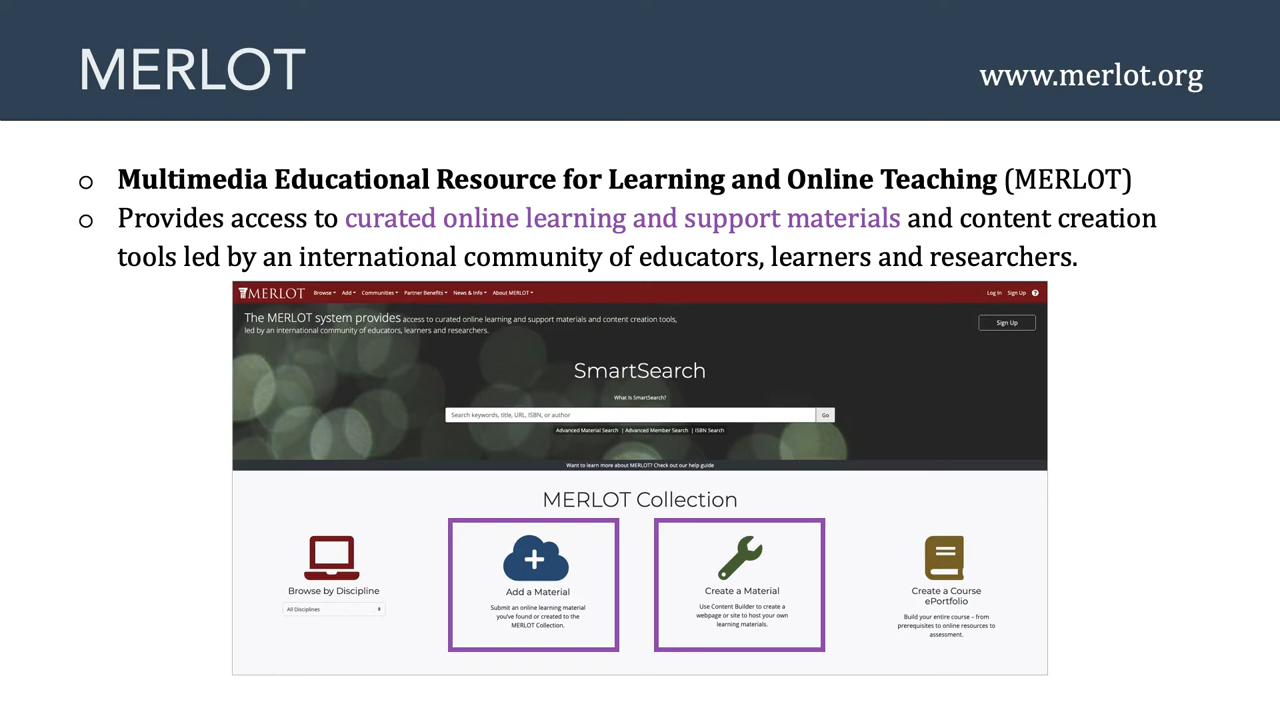 MERLOT
www.merlot.org
Multimedia Educational Resource for Learning and Online Teaching (MERLOT)
Provides access to curated online learning and support materials and content creation
tools led by an international community of educators, learners and researchers.
MERLOT Browse Add Communities Partner Benefits News & Info About MERLOT Log In Sign Up ?
The MERLOT system provides access to curated online learning and support materials and content creation tools,
led by an international community of educators, learners and researchers.
Sign Up
SmartSearch
What is SmartSearch?
Search keywords, title, URL, ISBN, or author Go
Advanced Material Search | Advanced Member Search | ISBN Search
Want to learn more about MERLOT? Check out our help guide
MERLOT Collection
Browse by Discipline
All Disciplines
Add a Material
Submit an online learning material
you've found or created to the
MERLOT Collection.
Create a Material
Use Content Builder to create a
webpage or site to host your own
learning materials.
Create a Course
ePortfolio
Build your entire course – from
prerequisites to online resources to
assessment.